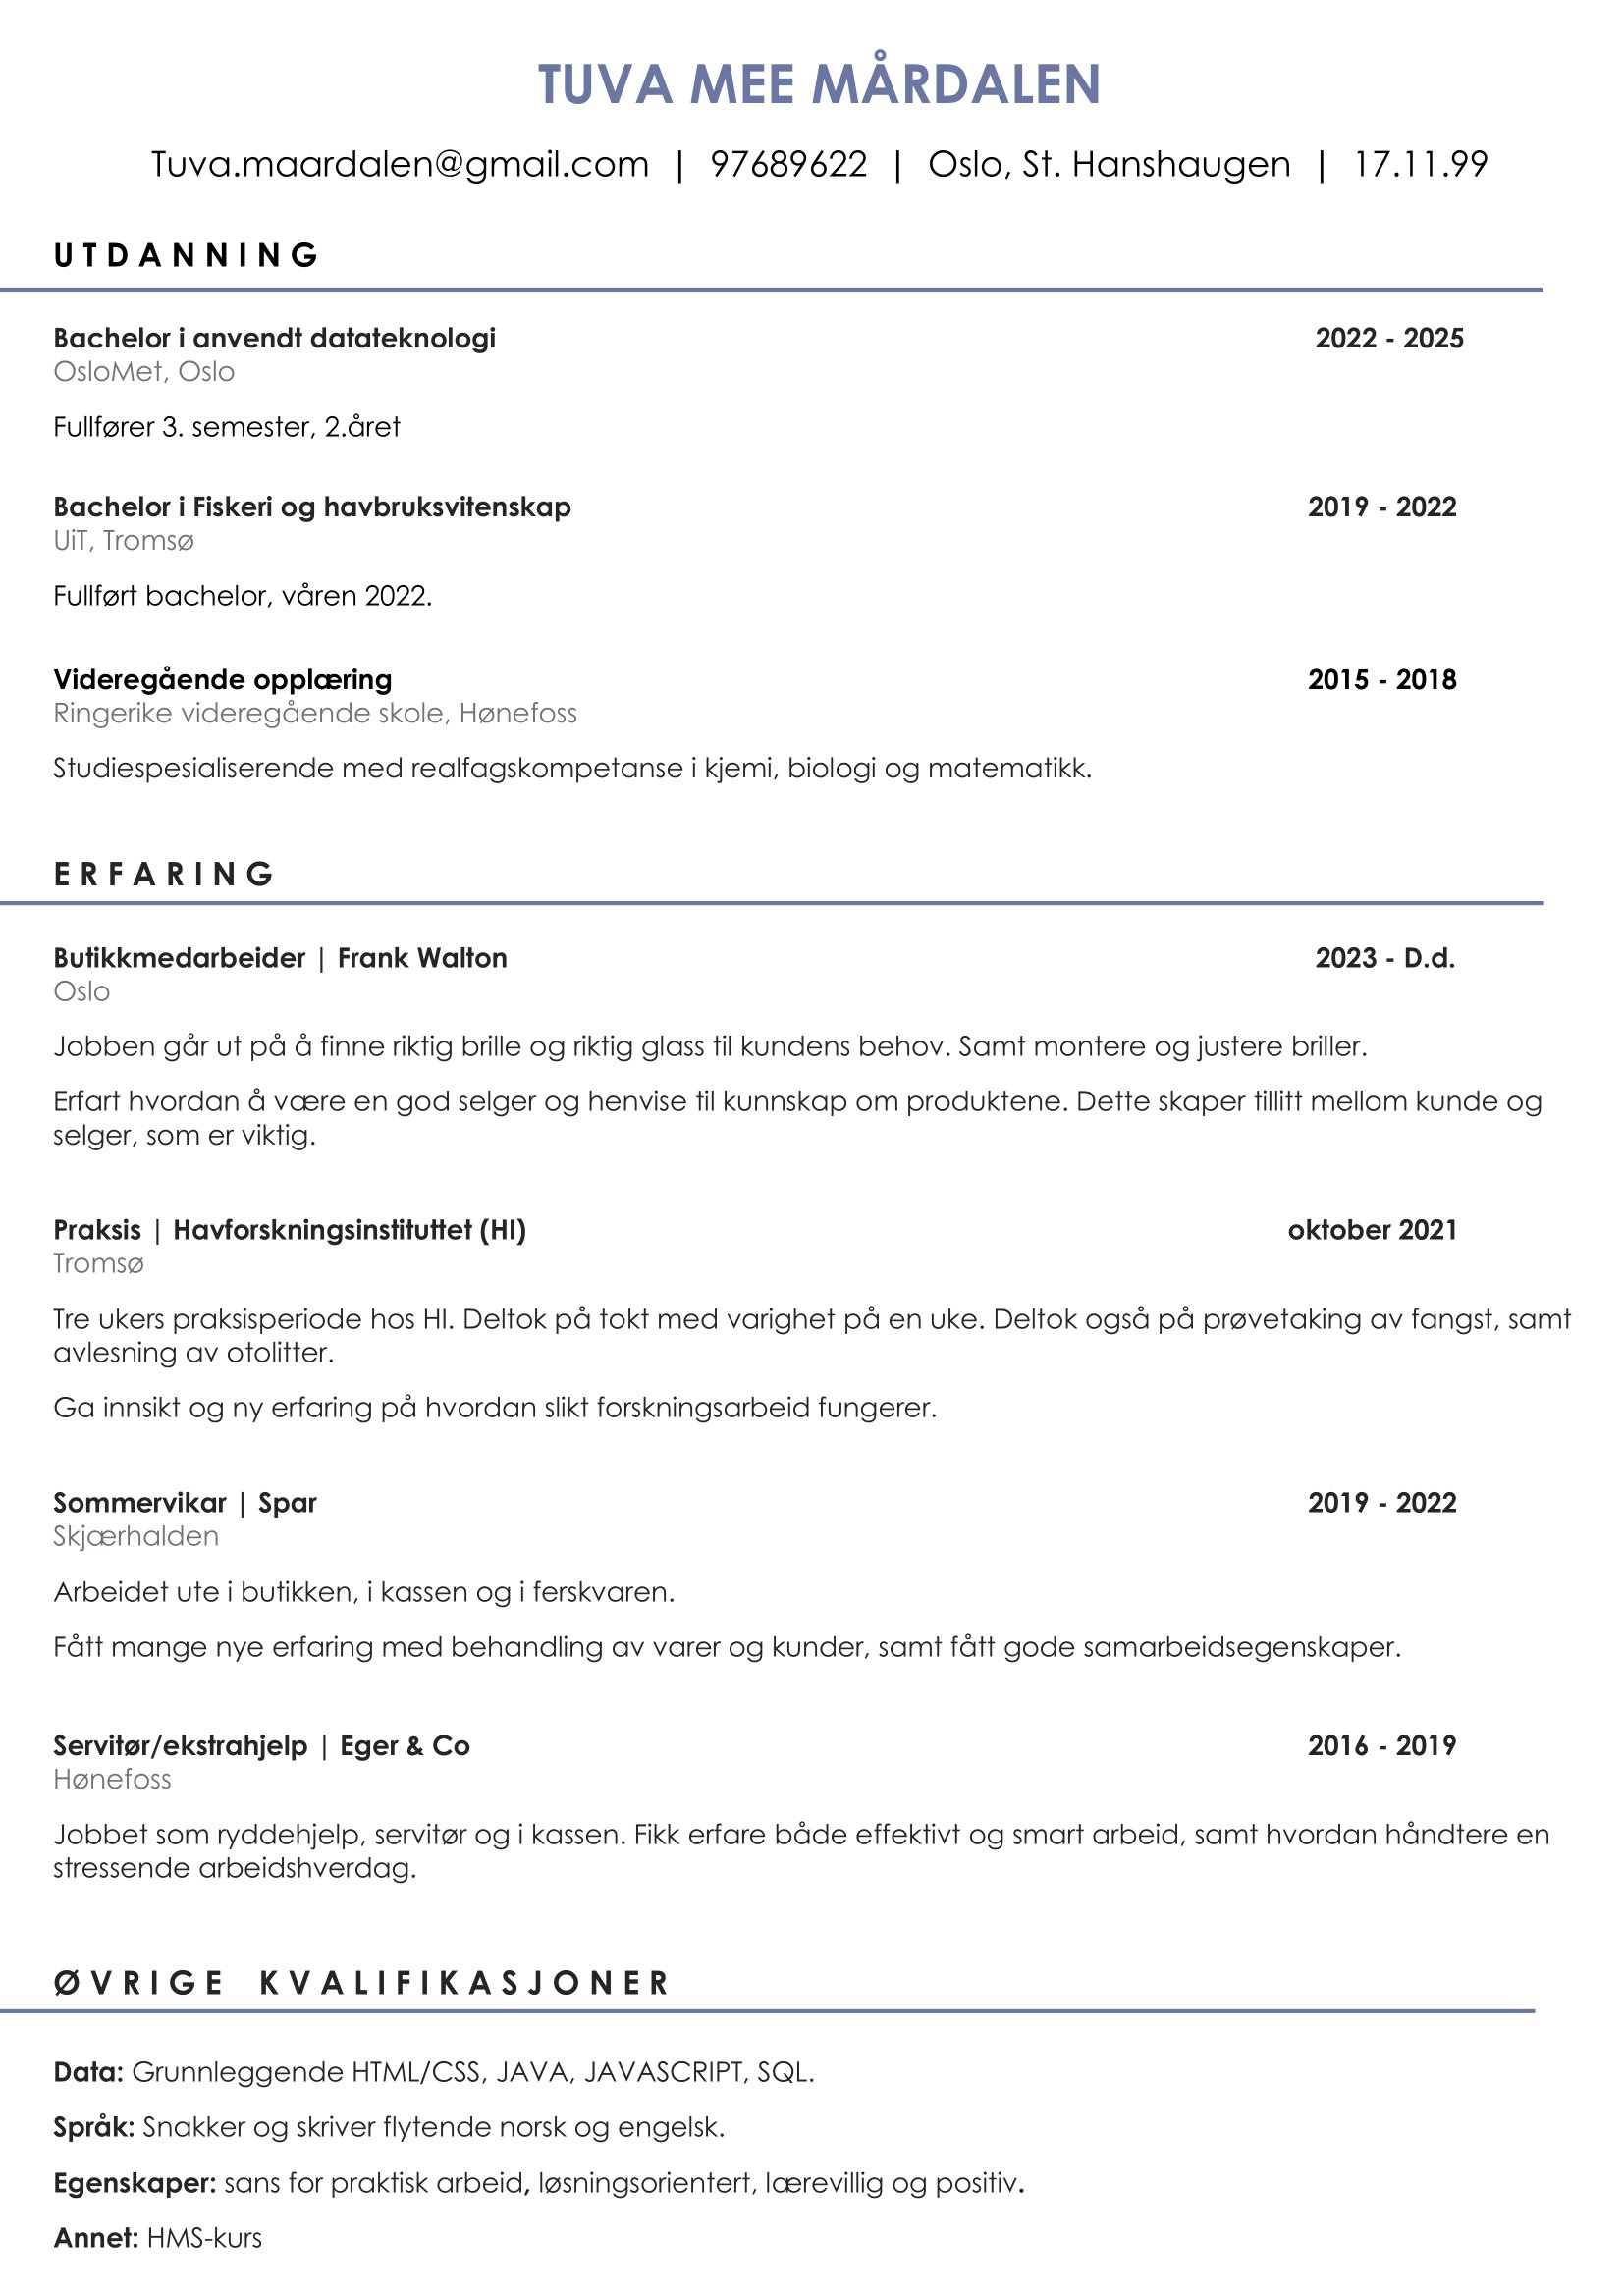 TUVA MEE MÅRDALEN
Tuva.maardalen@gmail.com | 97689622 | Oslo, St. Hanshaugen | 17.11.99
UTDANNING
Bachelor i anvendt datateknologi 2022 - 2025
OsloMet, Oslo
Fullfører 3. semester, 2.året
Bachelor i Fiskeri og havbruksvitenskap 2019 - 2022
UiT, Tromsø
Fullført bachelor, våren 2022.
Videregående opplæring 2015 - 2018
Ringerike videregående skole, Hønefoss
Studiespesialiserende med realfagskompetanse i kjemi, biologi og matematikk.
ERFARING
Butikkmedarbeider | Frank Walton 2023 - D.d.
Oslo
Jobben går ut på å finne riktig brille og riktig glass til kundens behov. Samt montere og justere briller.
Erfart hvordan å være en god selger og henvise til kunnskap om produktene. Dette skaper tillitt mellom kunde og
selger, som er viktig.
Praksis | Havforskningsinstituttet (HI) oktober 2021
Tromsø
Tre ukers praksisperiode hos HI. Deltok på tokt med varighet på en uke. Deltok også på prøvetaking av fangst, samt
avlesning av otolitter.
Ga innsikt og ny erfaring på hvordan slikt forskningsarbeid fungerer.
Sommervikar | Spar 2019 - 2022
Skjærhalden
Arbeidet ute i butikken, i kassen og i ferskvaren.
Fått mange nye erfaring med behandling av varer og kunder, samt fått gode samarbeidsegenskaper.
Servitør/ekstrahjelp | Eger & Co 2016 - 2019
Hønefoss
Jobbet som ryddehjelp, servitør og i kassen. Fikk erfare både effektivt og smart arbeid, samt hvordan håndtere en
stressende arbeidshverdag.
ØVRIGE KVALIFIKASJONER
Data: Grunnleggende HTML/CSS, JAVA, JAVASCRIPT, SQL.
Språk: Snakker og skriver flytende norsk og engelsk.
Egenskaper: sans for praktisk arbeid, løsningsorientert, lærevillig og positiv.
Annet: HMS-kurs